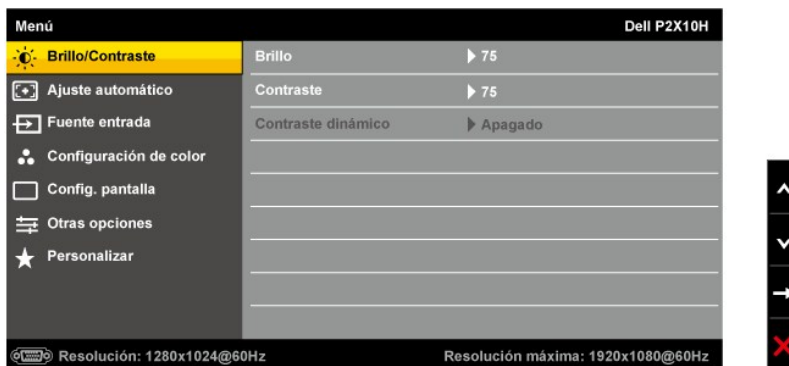 Menú Dell P2X10H
Brillo/Contraste Brillo 75
Ajuste automático Contraste 75
Fuente entrada Contraste dinámico Apagado
Configuración de color
Config. pantalla
Otras opciones
Personalizar
Resolución: 1280x1024@60Hz Resolución máxima: 1920x1080@60Hz